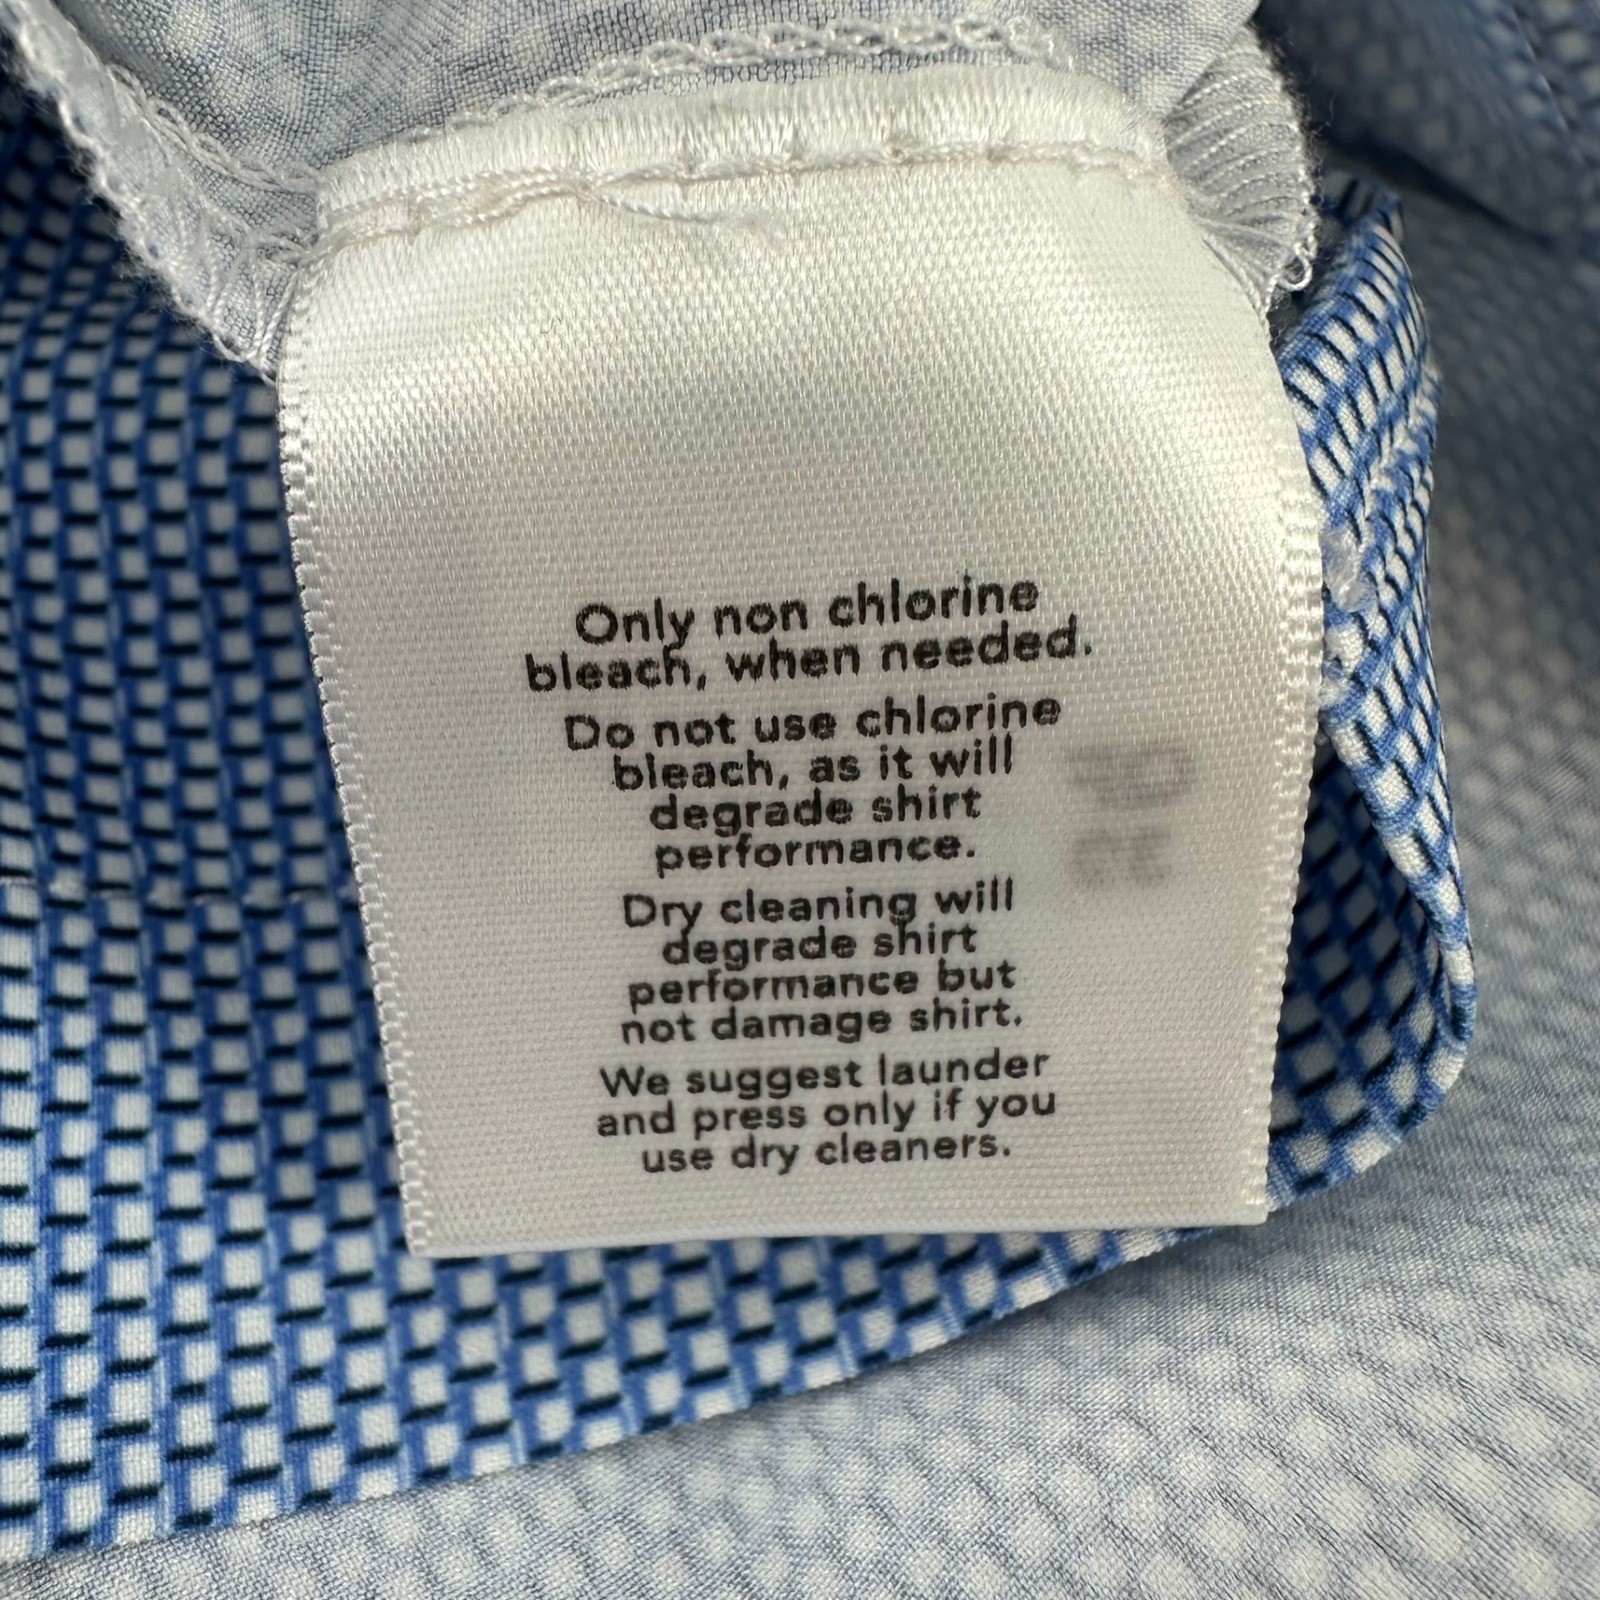 Only non chlorine
bleach, when needed.
Do not use chlorine
bleach, as it will
degrade shirt
performance.
Dry cleaning will
degrade shirt
performance but
not damage shirt.
We suggest launder
and press only if you
use dry cleaners.